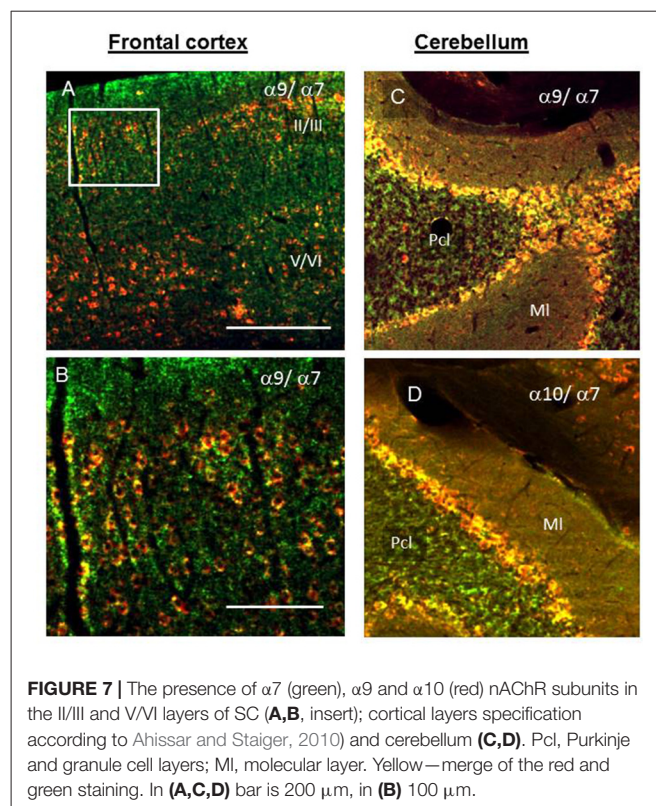 Frontal cortex
Cerebellum
A
α9/ α7
II/III
V/VI
C
α9/ α7
Pcl
Ml
B
α9/ α7
D
α10/ α7
Ml
Pcl
FIGURE 7 | The presence of α7 (green), α9 and α10 (red) nAChR subunits in
the II/III and V/VI layers of SC (A,B, insert); cortical layers specification
according to Ahissar and Staiger, 2010) and cerebellum (C,D). Pcl, Purkinje
and granule cell layers; Ml, molecular layer. Yellow—merge of the red and
green staining. In (A,C,D) bar is 200 μm, in (B) 100 μm.